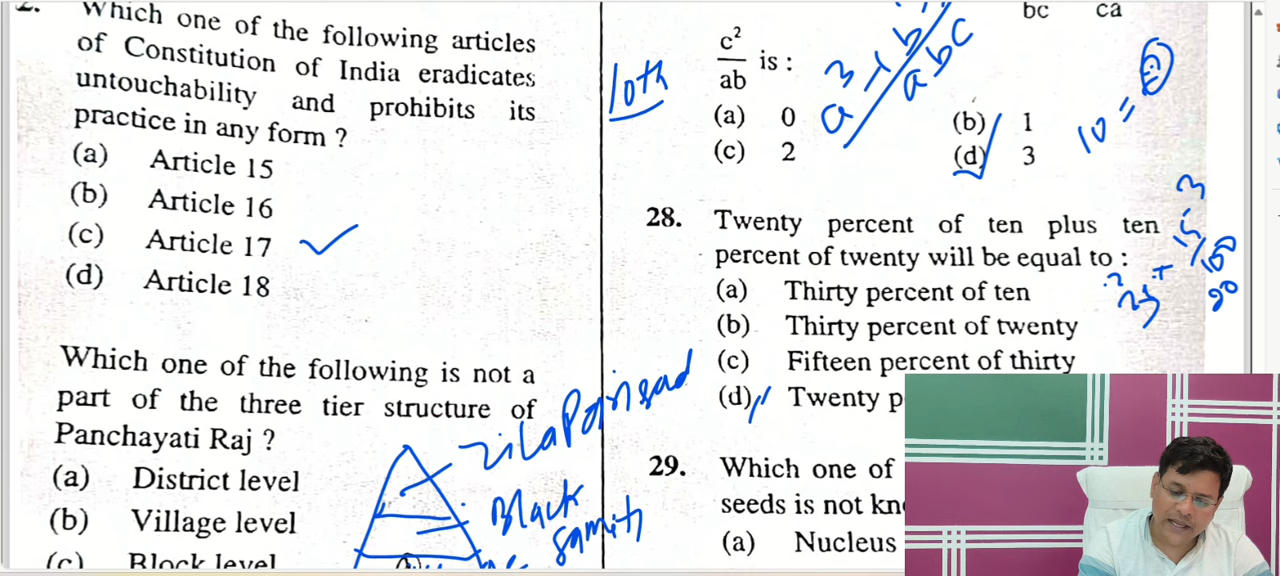 2. Which one of the following articles
of Constitution of India eradicates
untouchability and prohibits its
practice in any form ?
(a) Article 15
(b) Article 16
(c) Article 17
(d) Article 18
Which one of the following is not a
part of the three tier structure of
Panchayati Raj ?
(a) District level
(b) Village level
(c) Block level
Zila Parisad
Block
samiti
10th
bc ca
c²
ab is :
(a) 0
(b) 1
(c) 2
(d) 3
abc
10 =
28. Twenty percent of ten plus ten
percent of twenty will be equal to :
(a) Thirty percent of ten
(b) Thirty percent of twenty
(c) Fifteen percent of thirty
(d) Twenty p
29. Which one of
seeds is not kn
(a) Nucleus